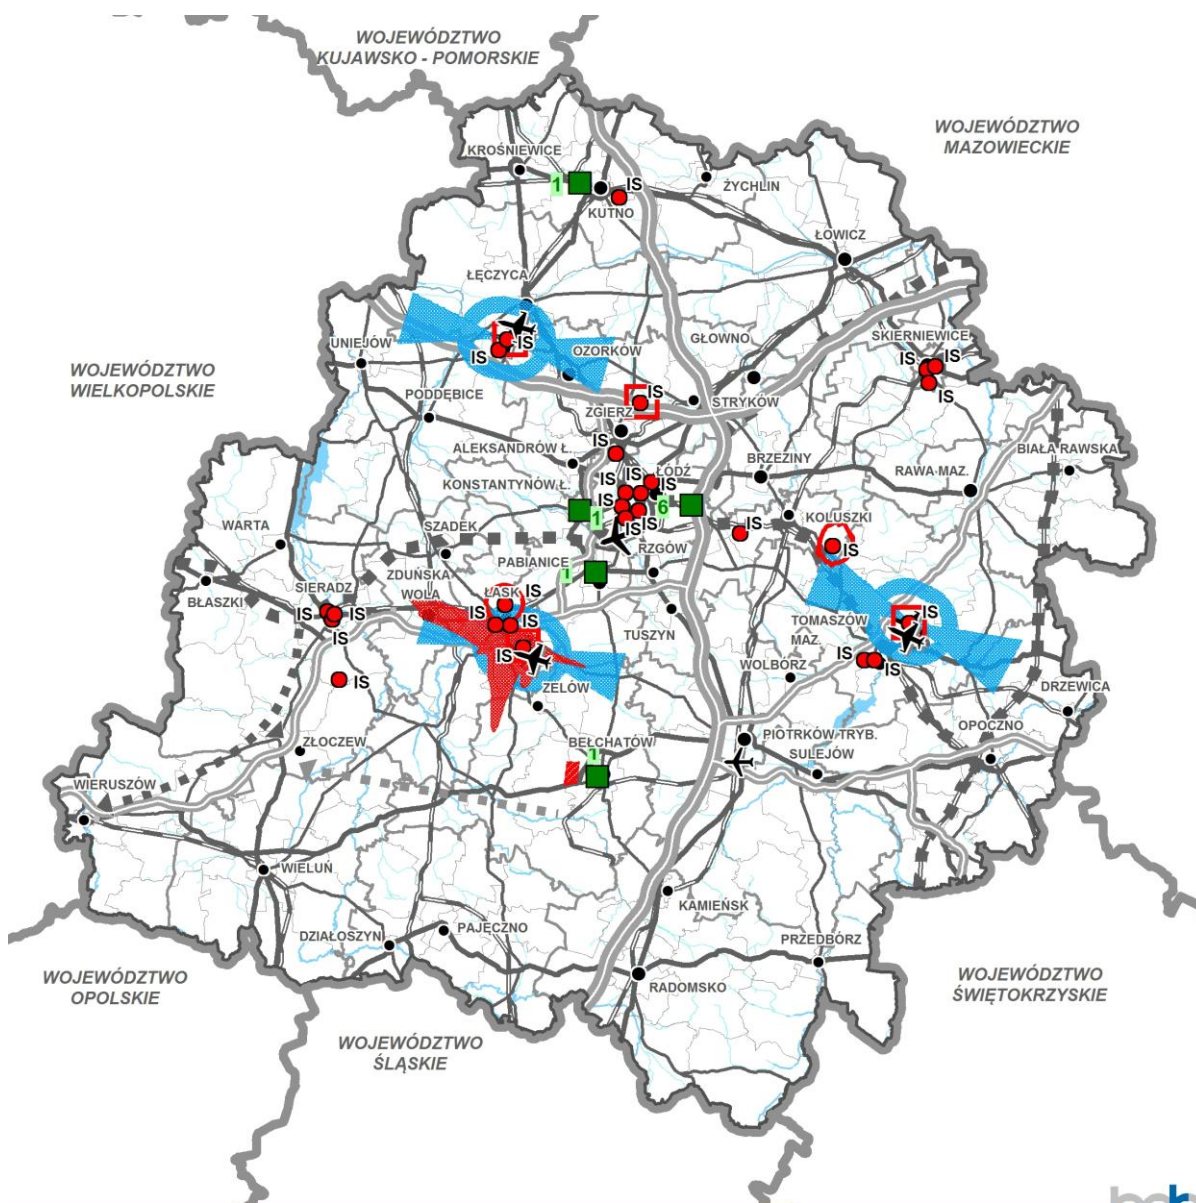 WOJEWÓDZTWO
KUJAWSKO - POMORSKIE
WOJEWÓDZTWO
MAZOWIECKIE
KROŚNIEWICE
1
IS
ŻYCHLIN
KUTNO
ŁOWICZ
ŁĘCZYCA
UNIEJÓW
IS
IS
OZORKÓW
GŁOWNO
SKIERNIEWICE
IS
IS
IS
WOJEWÓDZTWO
WIELKOPOLSKIE
PODDĘBICE
IS
STRYKÓW
ZGIERZ
ALEKSANDRÓW Ł.
IS
KONSTANTYNÓW Ł.
IS
IS
ŁÓDŹ
IS
BRZEZINY
RAWA MAZ.
BIAŁA RAWSKA
IS
1
6
IS
IS
WARTA
SZADEK
RZGÓW
IS
KOLUSZKI
IS
PABIANICE
1
ZDUŃSKA
WOLA
BŁASZKI
SIERADZ
IS
IS
ŁASK
IS
IS
IS
IS
TUSZYN
TOMASZÓW
MAZ.
IS
IS
IS
IS
WOLBÓRZ
ZELÓW
DRZEWICA
ZŁOCZEW
BEŁCHATÓW
1
PIOTRKÓW TRYB.
SULEJÓW
OPOCZNO
WIERUSZÓW
WIELUŃ
KAMIEŃSK
DZIAŁOSZYN
PAJĘCZNO
PRZEDBÓRZ
RADOMSKO
WOJEWÓDZTWO
OPOLSKIE
WOJEWÓDZTWO
ŚWIĘTOKRZYSKIE
WOJEWÓDZTWO
ŚLĄSKIE